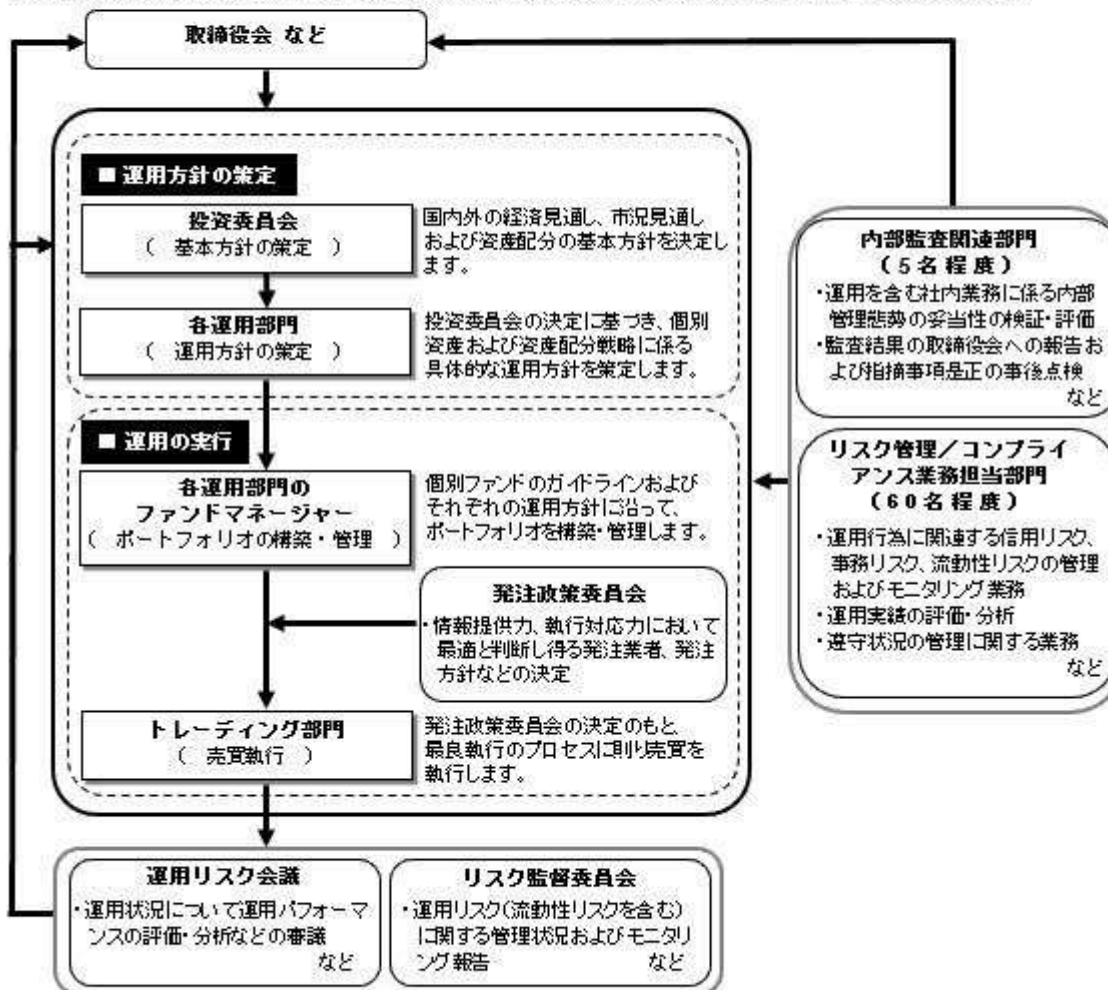 取締役会 など
■ 運用方針の策定
投資委員会
( 基本方針の策定 )
国内外の経済見通し、市況見通し
および資産配分の基本方針を決定し
ます。
各運用部門
( 運用方針の策定 )
投資委員会の決定に基づき、個別
資産および資産配分戦略に係る
具体的な運用方針を策定します。
■ 運用の実行
各運用部門の
ファンドマネージャー
( ポートフォリオの構築・管理 )
個別ファンドのガイドラインおよび
それぞれの運用方針に沿って、
ポートフォリオを構築・管理します。
発注政策委員会
・情報提供力、執行対応力において
最適と判断し得る発注業者、発注
方針などの決定
トレーディング部門
( 売買執行 )
発注政策委員会の決定のもと、
最良執行のプロセスに則り売買を
執行します。
内部監査関連部門
(5名程度)
・運用を含む社内業務に係る内部
管理態勢の妥当性の検証・評価
・監査結果の取締役会への報告お
よび指摘事項是正の事後点検
など
リスク管理/コンプライ
アンス業務担当部門
(60名程度)
・運用行為に関連する信用リスク、
事務リスク、流動性リスクの管理
およびモニタリング業務
・運用実績の評価・分析
・遵守状況の管理に関する業務
など
運用リスク会議
・運用状況について運用パフォーマ
ンスの評価・分析などの審議
など
リスク監督委員会
・運用リスク(流動性リスクを含む)
に関する管理状況およびモニタリ
ング報告 など